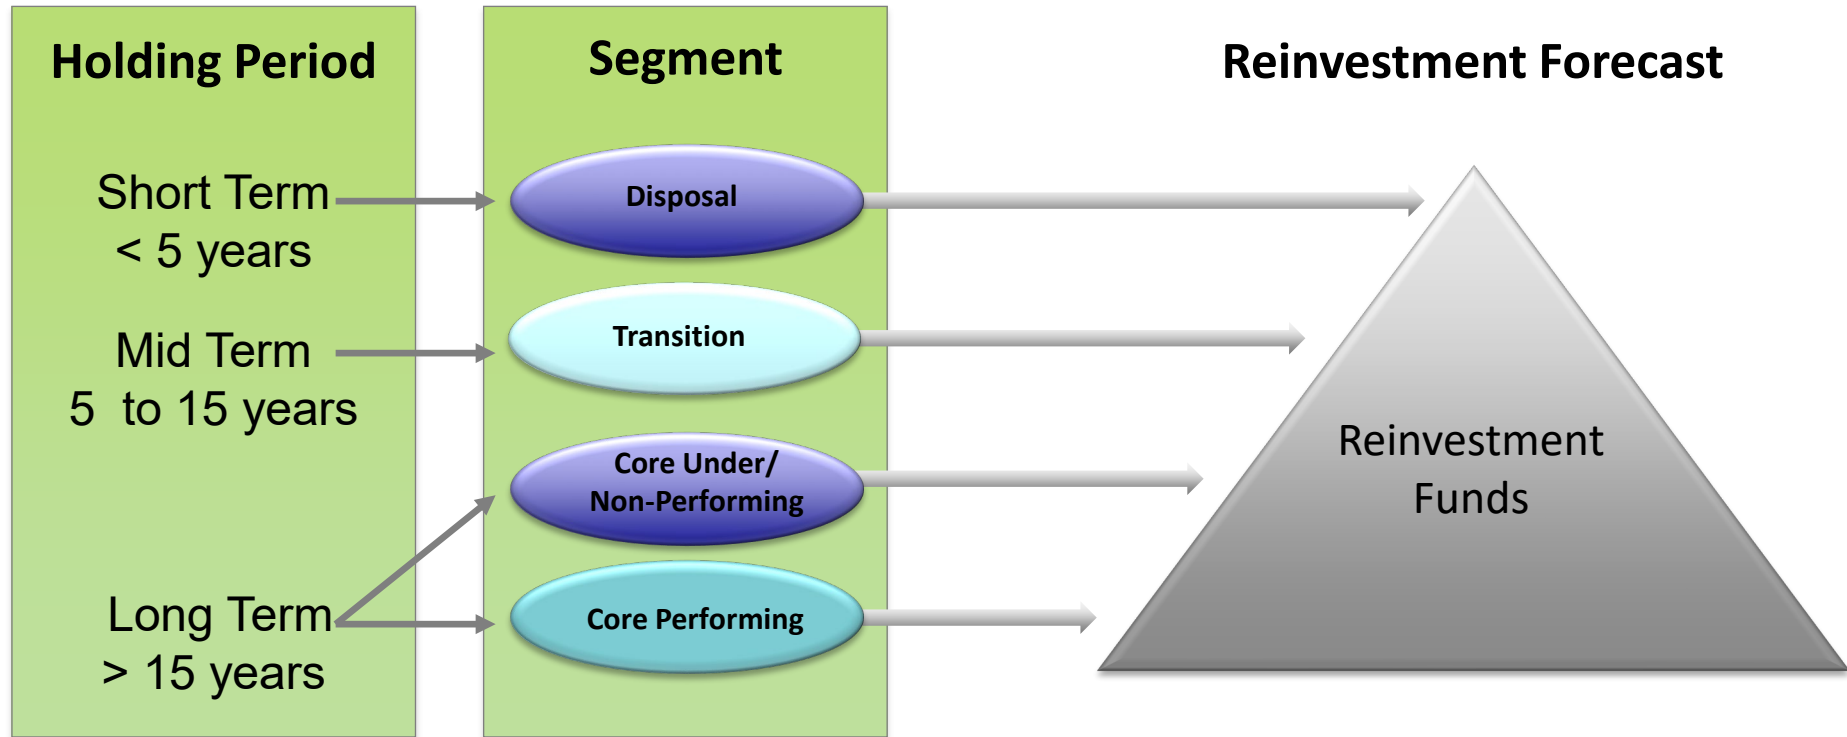 Holding Period
Segment
Reinvestment Forecast
Short Term
< 5 years
Disposal
Mid Term
5  to 15 years
Transition
Core Under/
Non-Performing
Long Term
> 15 years
Core Performing
Reinvestment
Funds